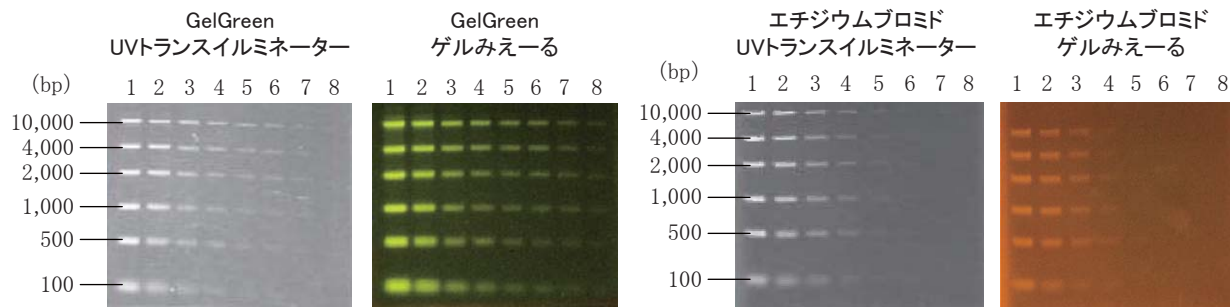 GelGreen
UVトランスイルミネーター
GelGreen
ゲルみえーる
エチジウムブロミド
UVトランスイルミネーター
エチジウムブロミド
ゲルみえーる
(bp) 1 2 3 4 5 6 7 8
1 2 3 4 5 6 7 8
(bp) 1 2 3 4 5 6 7 8
1 2 3 4 5 6 7 8
10,000
4,000
2,000
1,000
500
100
10,000
4,000
2,000
1,000
500
100